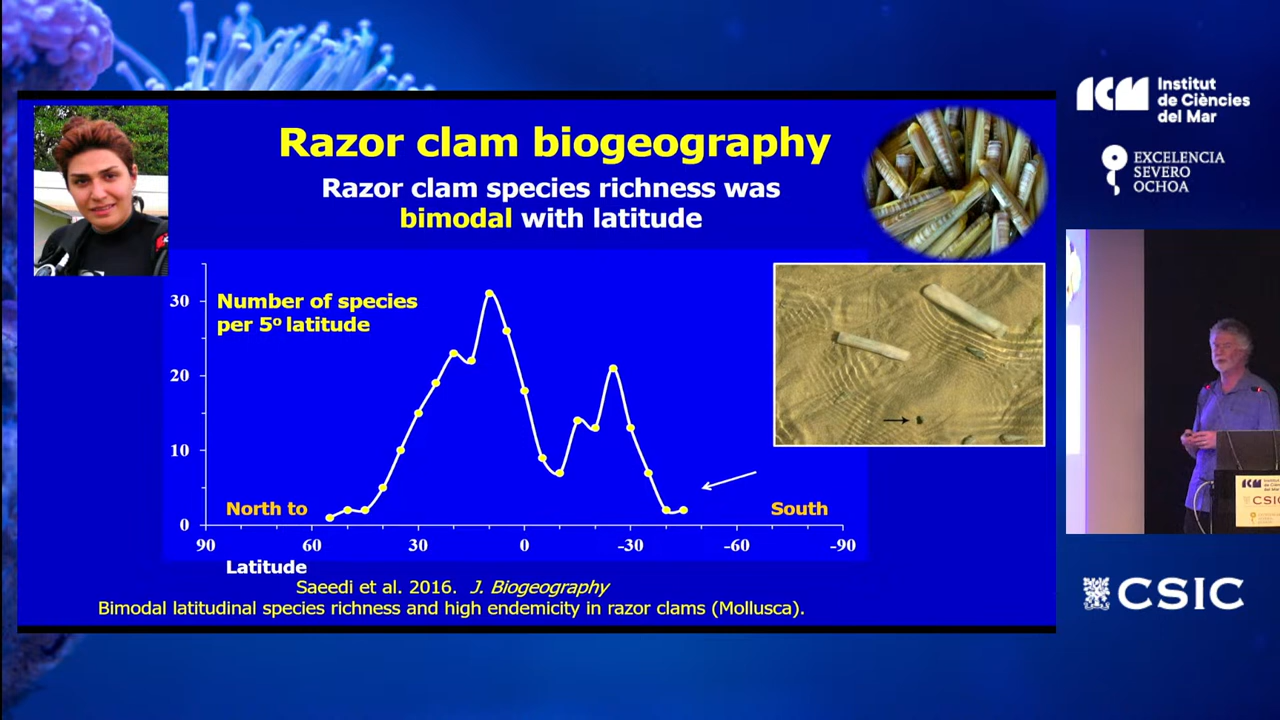 Razor clam biogeography
Razor clam species richness was
bimodal with latitude
Number of species
per 5º latitude
30
20
10
0
North to
South
90
60
30
0
-30
-60
-90
Latitude
Saeedi et al. 2016. J. Biogeography
Bimodal latitudinal species richness and high endemicity in razor clams (Mollusca).
ICM
Institut
de Ciències
del Mar
EXCELENCIA
SEVERO
OCHOA
ICM
CSIC
CSIC